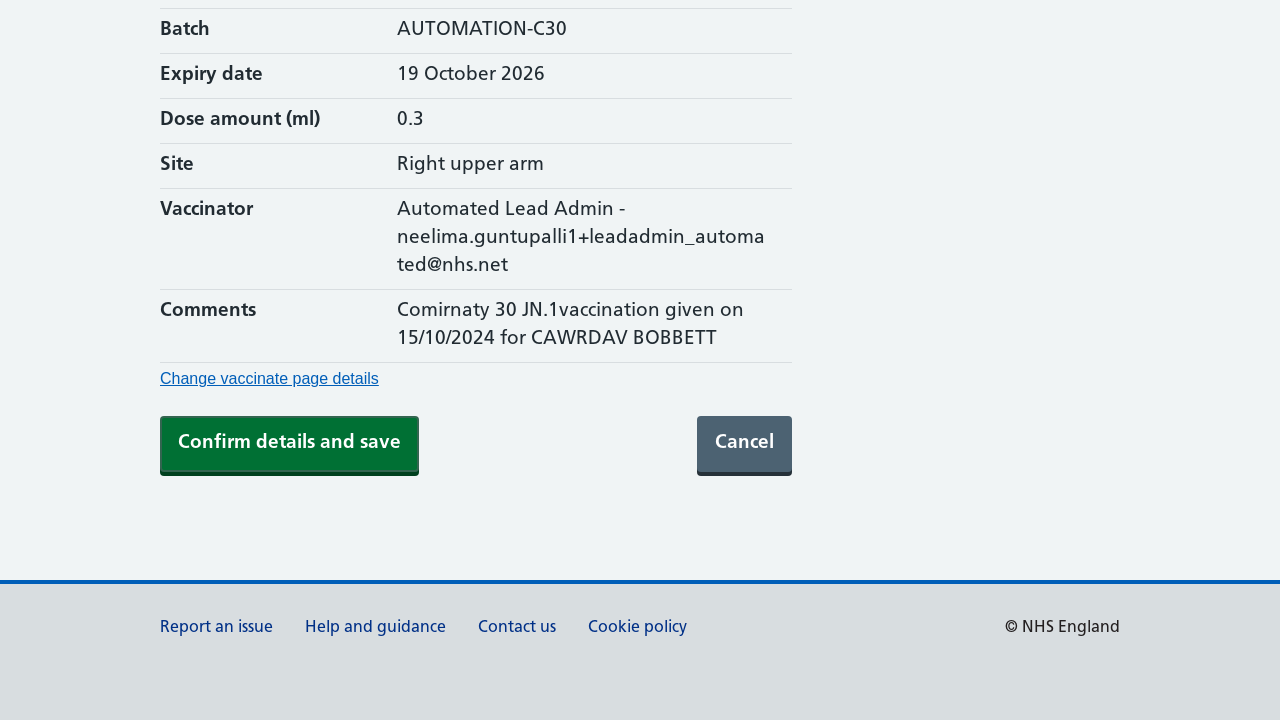 Batch AUTOMATION-C30
Expiry date 19 October 2026
Dose amount (ml) 0.3
Site Right upper arm
Vaccinator Automated Lead Admin -
neelima.guntupalli1+leadadmin_automa
ted@nhs.net
Comments Comirnaty 30 JN.1vaccination given on
15/10/2024 for CAWRDAV BOBBETT
Change vaccinate page details
Confirm details and save Cancel
Report an issue Help and guidance Contact us Cookie policy © NHS England